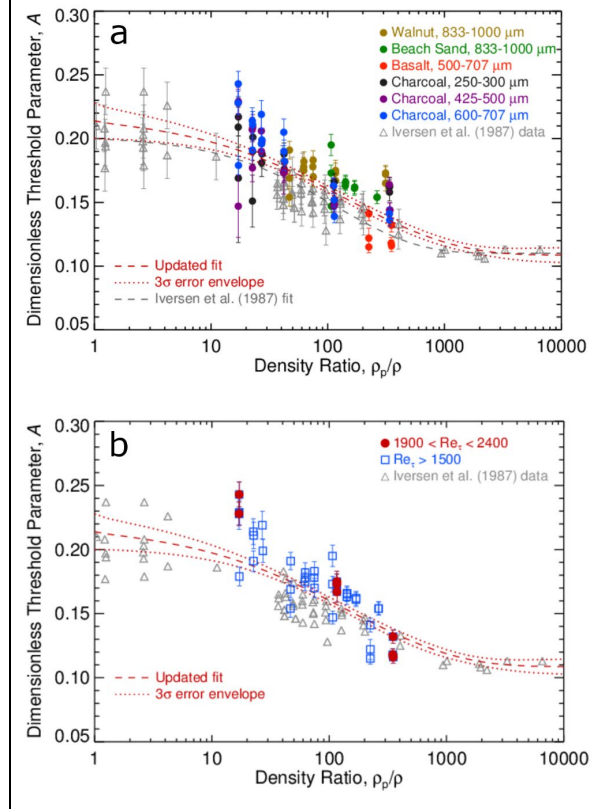 a
Walnut, 833-1000 μm
Beach Sand, 833-1000 μm
Basalt, 500-707 μm
Charcoal, 250-300 μm
Charcoal, 425-500 μm
Charcoal, 600-707 μm
Iversen et al. (1987) data
Dimensionless Threshold Parameter, A
0.30
0.25
0.20
0.15
0.10
0.05
Updated fit
3σ error envelope
Iversen et al. (1987) fit
1 10 100 1000 10000
Density Ratio, ρp/ρ
b
1900 < Reτ < 2400
Reτ > 1500
Iversen et al. (1987) data
Dimensionless Threshold Parameter, A
0.30
0.25
0.20
0.15
0.10
0.05
Updated fit
3σ error envelope
1 10 100 1000 10000
Density Ratio, ρp/ρ